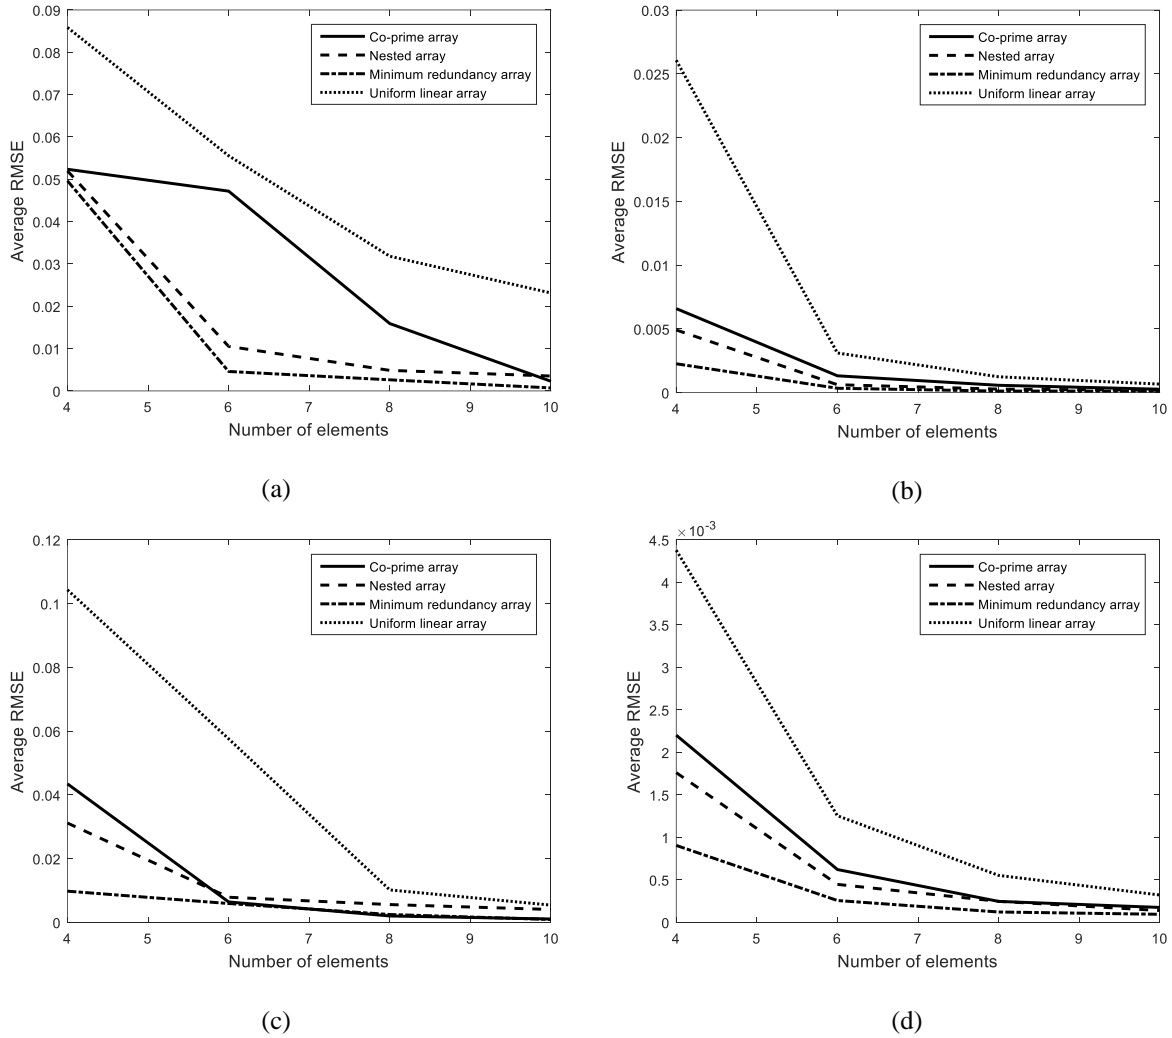 0.09
0.08
0.07
0.06
0.05
0.04
0.03
0.02
0.01
0
Average RMSE
Co-prime array
Nested array
Minimum redundancy array
Uniform linear array
4 5 6 7 8 9 10
Number of elements
(a)
0.03
0.025
0.02
0.015
0.01
0.005
0
Average RMSE
Co-prime array
Nested array
Minimum redundancy array
Uniform linear array
4 5 6 7 8 9 10
Number of elements
(b)
0.12
0.1
0.08
0.06
0.04
0.02
0
Average RMSE
Co-prime array
Nested array
Minimum redundancy array
Uniform linear array
4 5 6 7 8 9 10
Number of elements
(c)
×10⁻³
4.5
4
3.5
3
2.5
2
1.5
1
0.5
0
Average RMSE
Co-prime array
Nested array
Minimum redundancy array
Uniform linear array
4 5 6 7 8 9 10
Number of elements
(d)